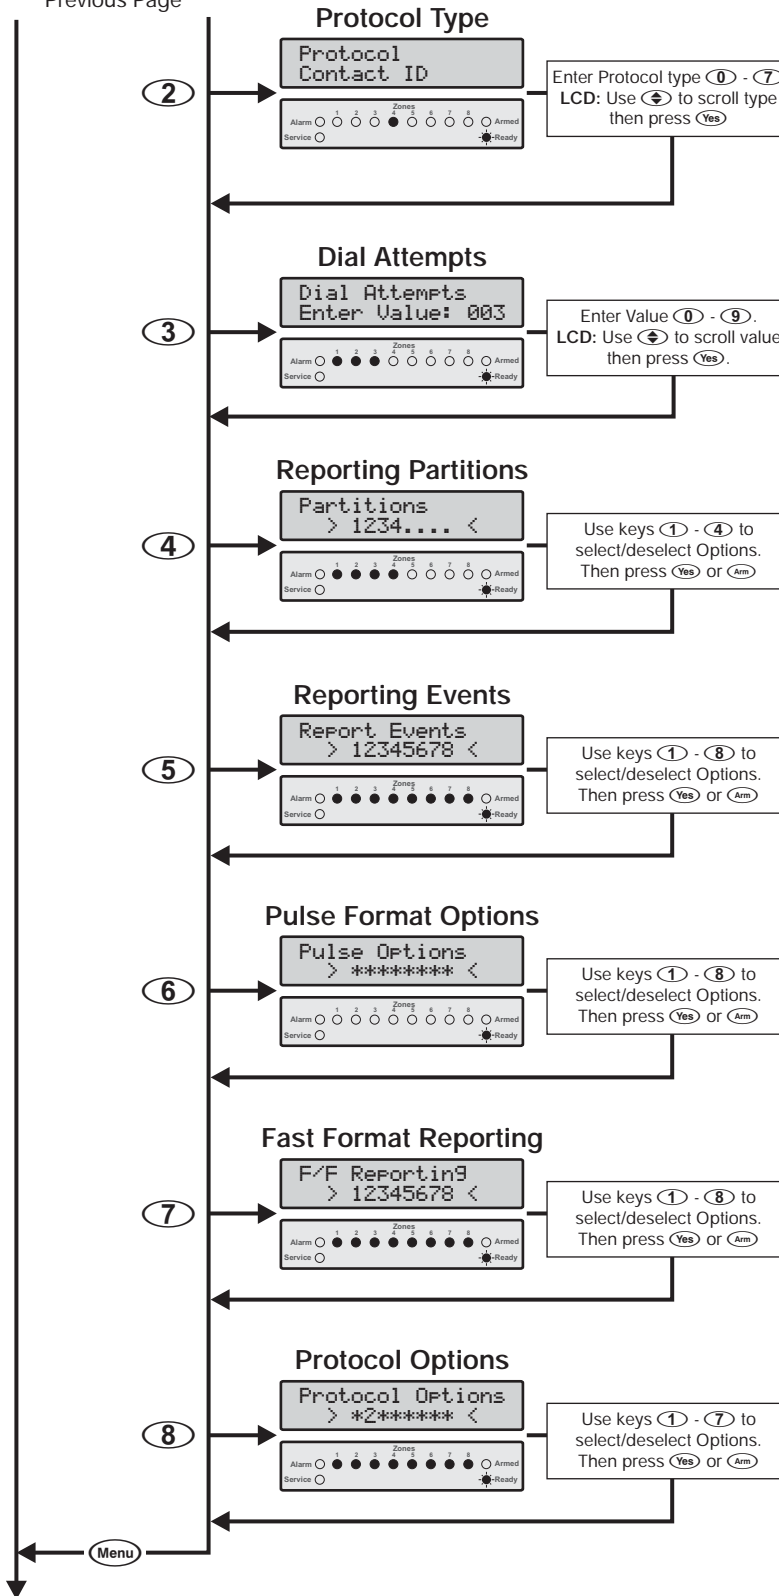 Previous Page
Protocol Type
Protocol
Contact ID
2
Zones
1 2 3 4 5 6 7 8
Alarm
Armed
Service
Ready
Enter Protocol type 0 - 7
LCD: Use to scroll type
then press Yes
Dial Attempts
Dial Attempts
Enter Value: 003
3
Zones
1 2 3 4 5 6 7 8
Alarm
Armed
Service
Ready
Enter Value 0 - 9.
LCD: Use to scroll value
then press Yes.
Reporting Partitions
Partitions
> 1234.... <
4
Zones
1 2 3 4 5 6 7 8
Alarm
Armed
Service
Ready
Use keys 1 - 4 to
select/deselect Options.
Then press Yes or Arm
Reporting Events
Report Events
> 12345678 <
5
Zones
1 2 3 4 5 6 7 8
Alarm
Armed
Service
Ready
Use keys 1 - 8 to
select/deselect Options.
Then press Yes or Arm
Pulse Format Options
Pulse Options
> ******** <
6
Zones
1 2 3 4 5 6 7 8
Alarm
Armed
Service
Ready
Use keys 1 - 8 to
select/deselect Options.
Then press Yes or Arm
Fast Format Reporting
F/F Reporting
> 12345678 <
7
Zones
1 2 3 4 5 6 7 8
Alarm
Armed
Service
Ready
Use keys 1 - 8 to
select/deselect Options.
Then press Yes or Arm
Protocol Options
Protocol Options
> *2****** <
8
Zones
1 2 3 4 5 6 7 8
Alarm
Armed
Service
Ready
Use keys 1 - 7 to
select/deselect Options.
Then press Yes or Arm
Menu